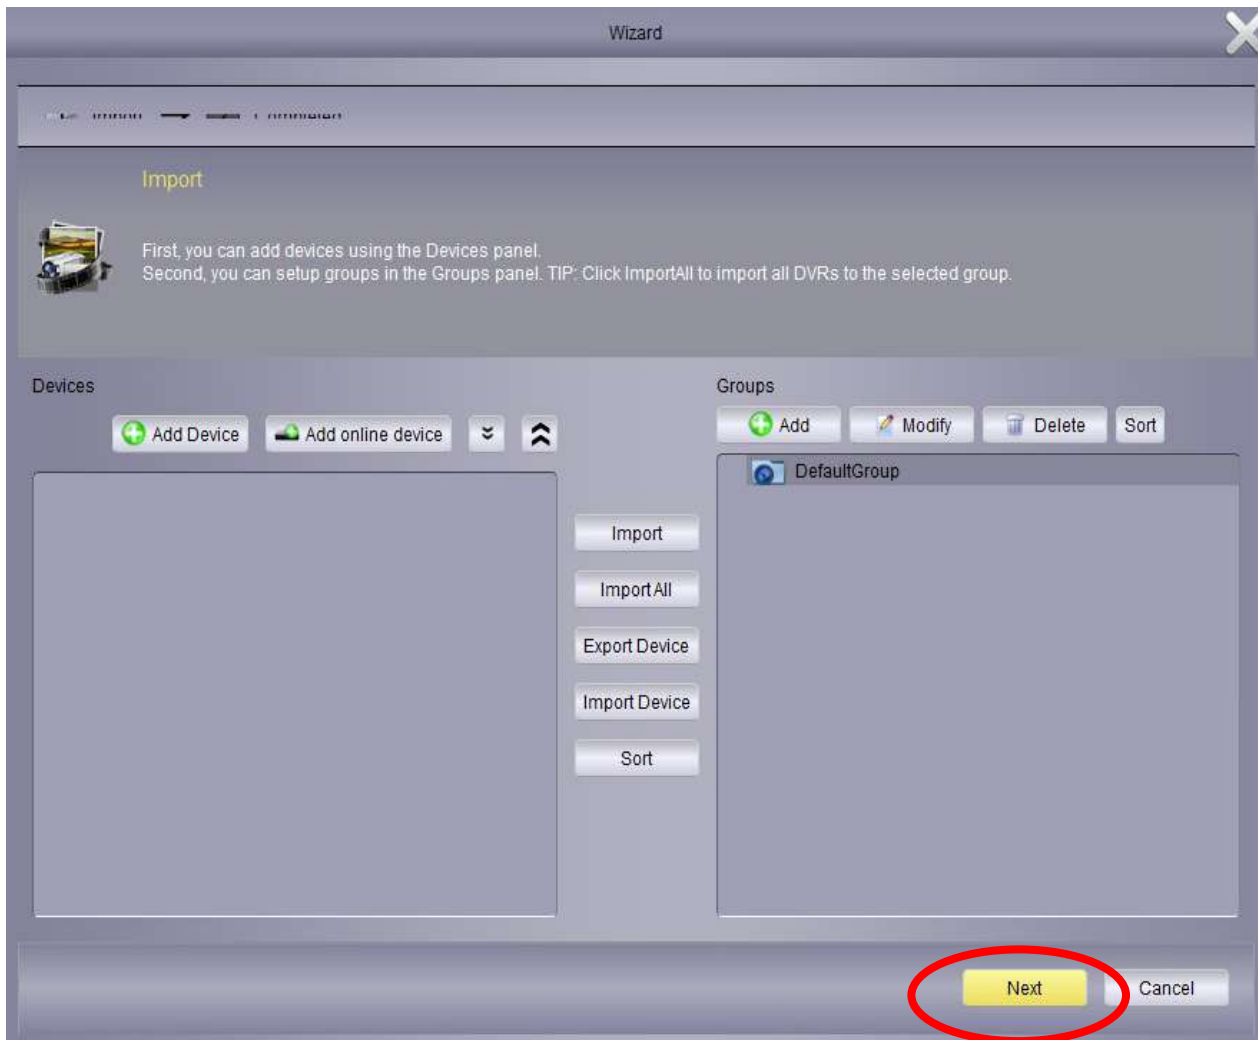 Wizard
Import Completed
Import
First, you can add devices using the Devices panel.
Second, you can setup groups in the Groups panel. TIP: Click ImportAll to import all DVRs to the selected group.
Devices
Groups
Add Device
Add online device
Add
Modify
Delete
Sort
DefaultGroup
Import
Import All
Export Device
Import Device
Sort
Next
Cancel